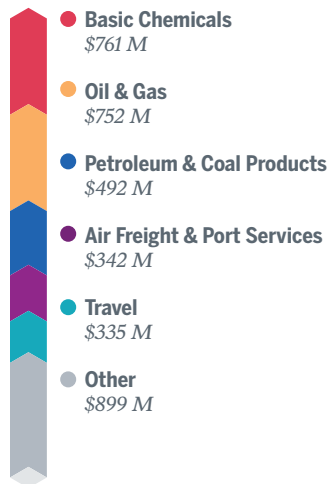 Basic Chemicals
$761 M
Oil & Gas
$752 M
Petroleum & Coal Products
$492 M
Air Freight & Port Services
$342 M
Travel
$335 M
Other
$899 M